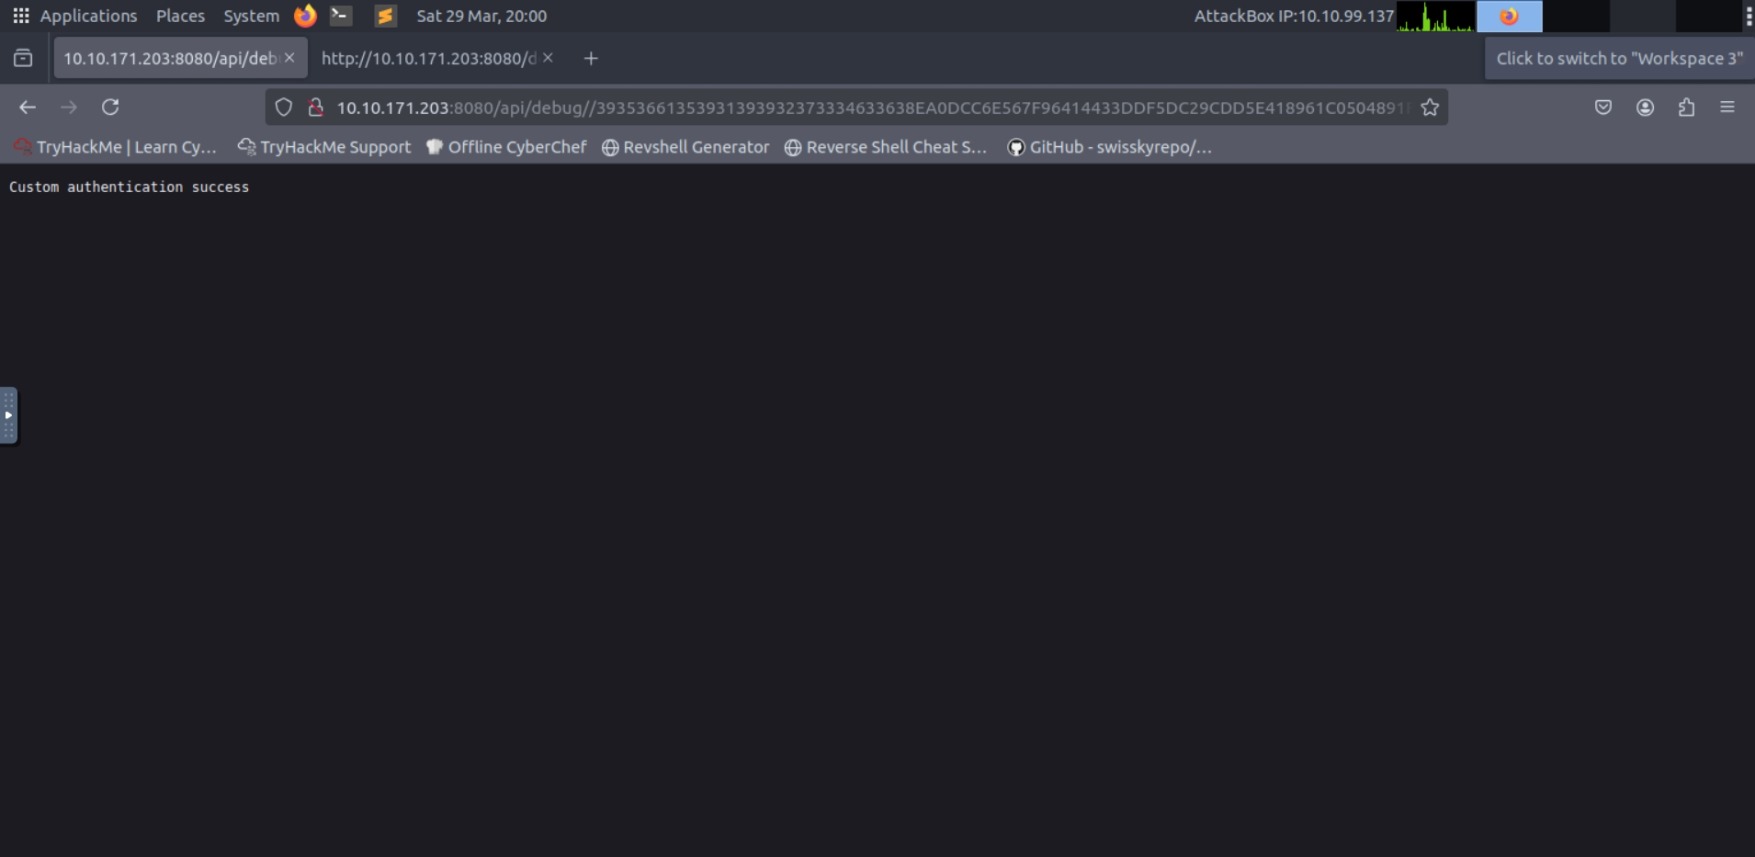 Applications Places System Sat 29 Mar, 20:00 AttackBox IP:10.10.99.137
10.10.171.203:8080/api/deb http://10.10.171.203:8080/d Click to switch to "Workspace 3"
10.10.171.203:8080/api/debug//39353661353931393932373334633638EA0DCC6E567F96414433DDF5DC29CDD5E418961C0504891
TryHackMe | Learn Cy... TryHackMe Support Offline CyberChef Revshell Generator Reverse Shell Cheat S... GitHub - swisskyrepo/...
Custom authentication success